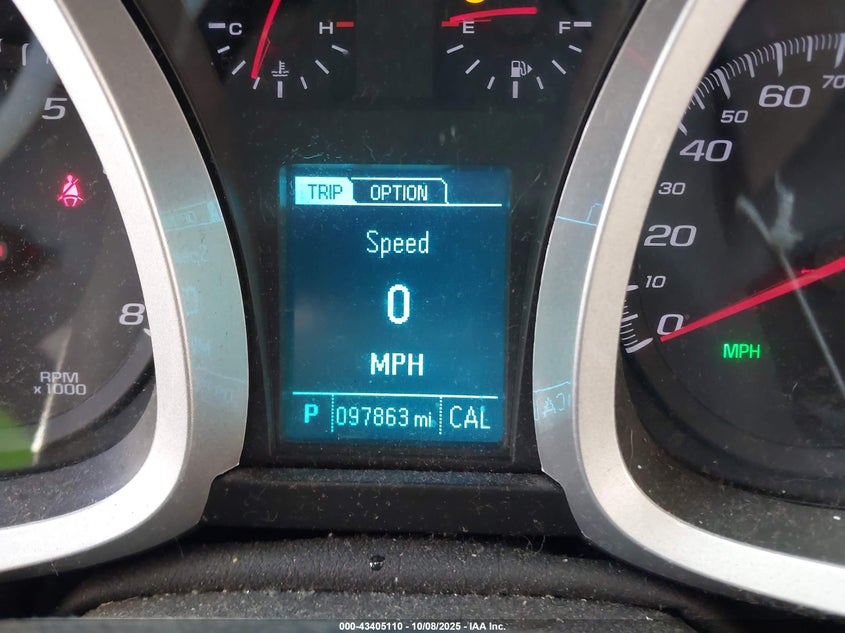 C H E F
5
8
RPM
x 1000
TRIP OPTION
Speed
0
MPH
P 097863 mi CAL
0
10
20
30
40
50
60
70
MPH
000-43405110 - 10/08/2025 - IAA Inc.